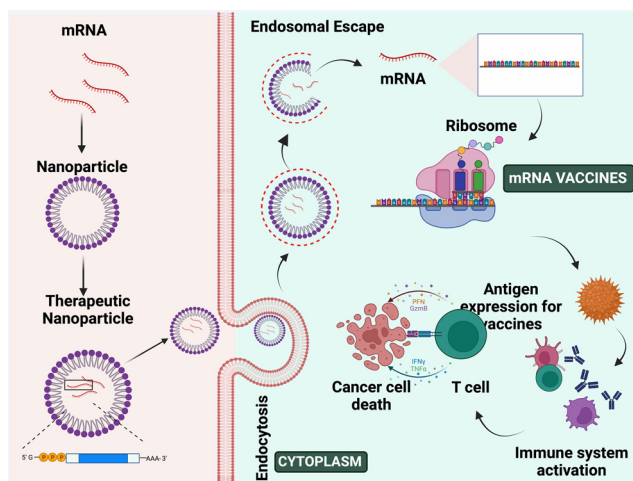 mRNA
Nanoparticle
Therapeutic
Nanoparticle
5' G
P P P
AAA- 3'
Endocytosis
Endosomal Escape
mRNA
Ribosome
mRNA VACCINES
Antigen
expression for
vaccines
PFN
GzmB
IFNγ
TNFα
Cancer cell
death
T cell
Immune system
activation
CYTOPLASM